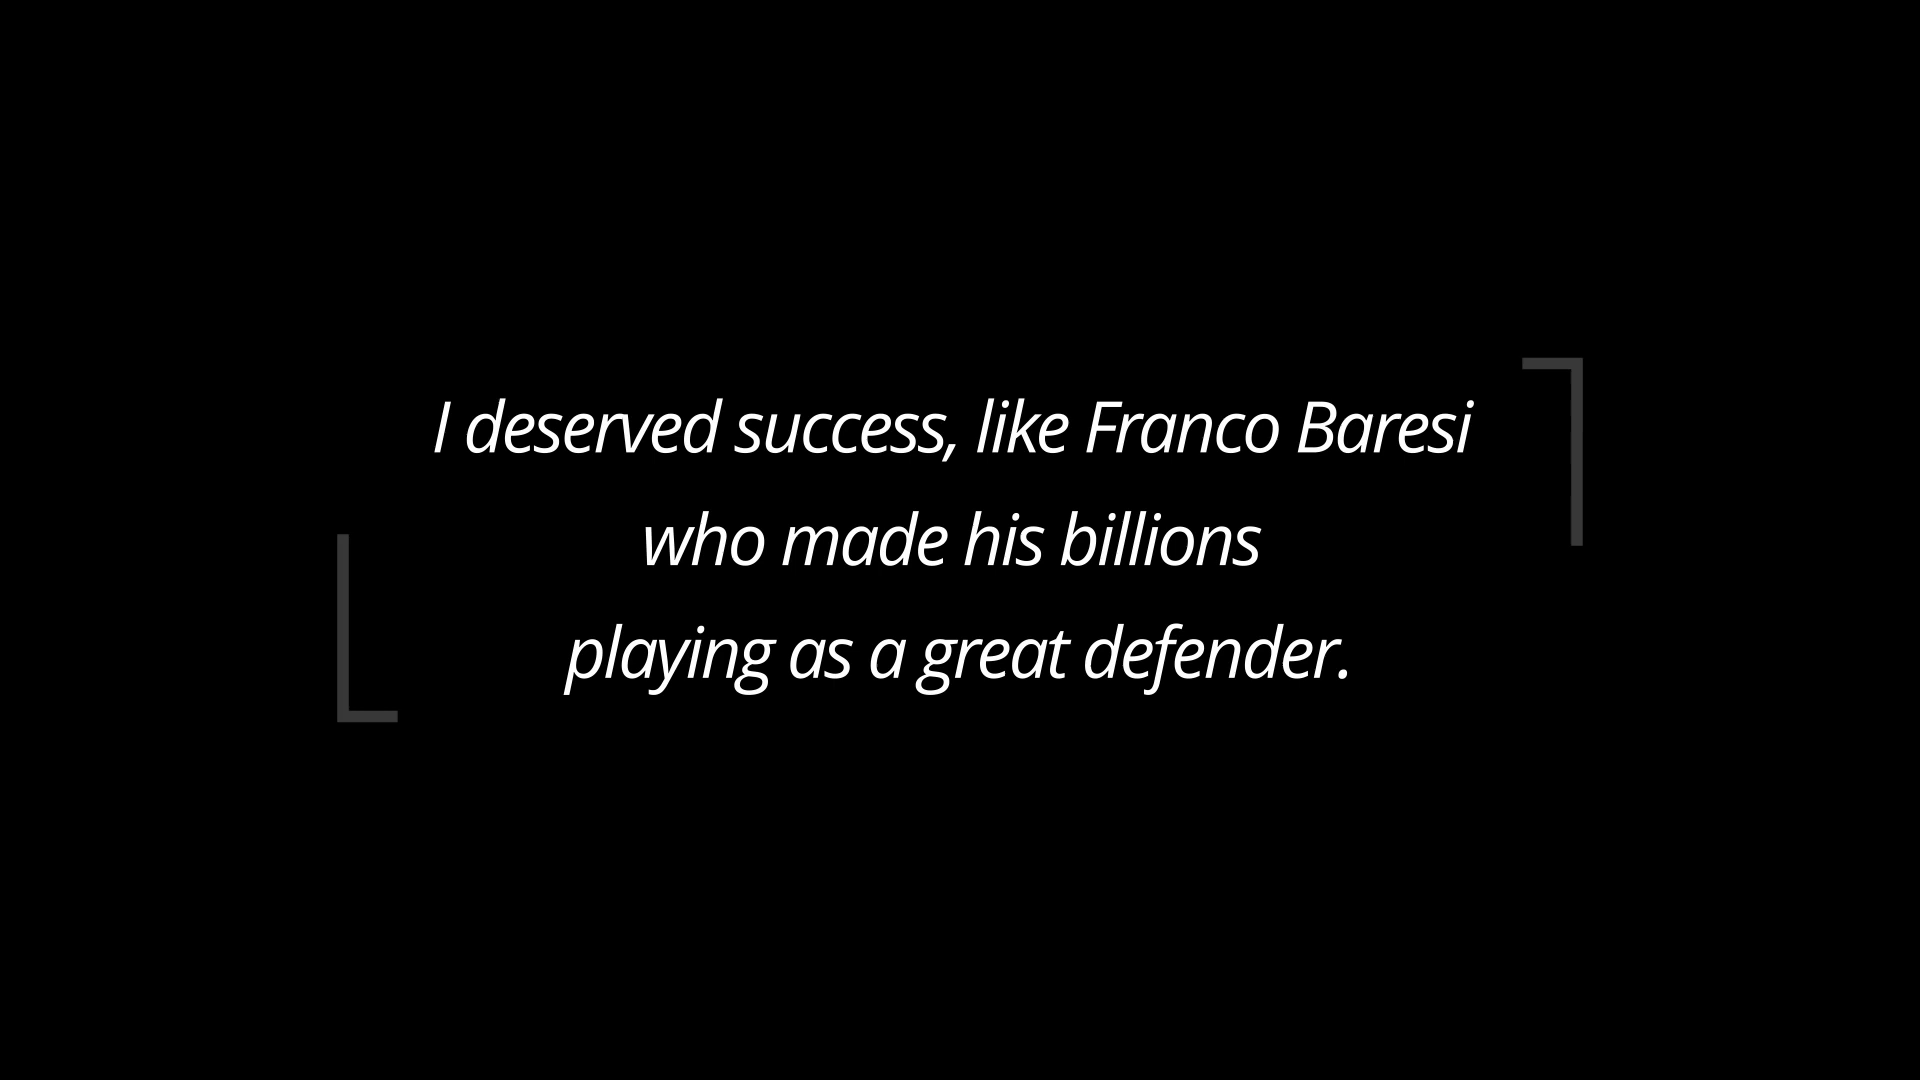 I deserved success, like Franco Baresi
who made his billions
playing as a great defender.